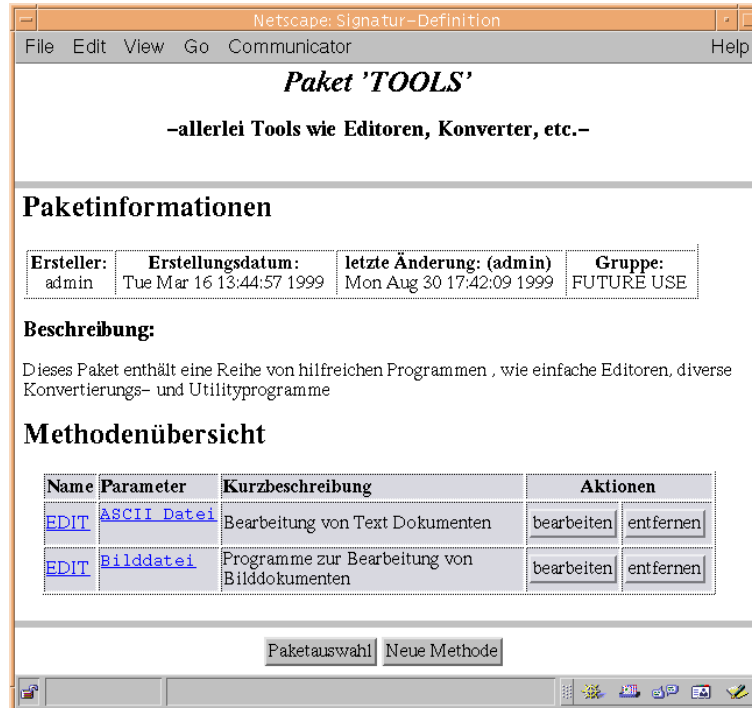 Netscape: Signatur-Definition
File Edit View Go Communicator Help
Paket 'TOOLS'
-allerlei Tools wie Editoren, Konverter, etc.-
Paketinformationen
Ersteller: Erstellungsdatum: letzte Änderung: (admin) Gruppe:
admin Tue Mar 16 13:44:57 1999 Mon Aug 30 17:42:09 1999 FUTURE USE
Beschreibung:
Dieses Paket enthält eine Reihe von hilfreichen Programmen , wie einfache Editoren, diverse
Konvertierungs- und Utilityprogramme
Methodenübersicht
Name Parameter Kurzbeschreibung Aktionen
EDIT ASCII Datei Bearbeitung von Text Dokumenten bearbeiten entfernen
EDIT Bilddatei Programme zur Bearbeitung von
Bilddokumenten bearbeiten entfernen
Paketauswahl Neue Methode